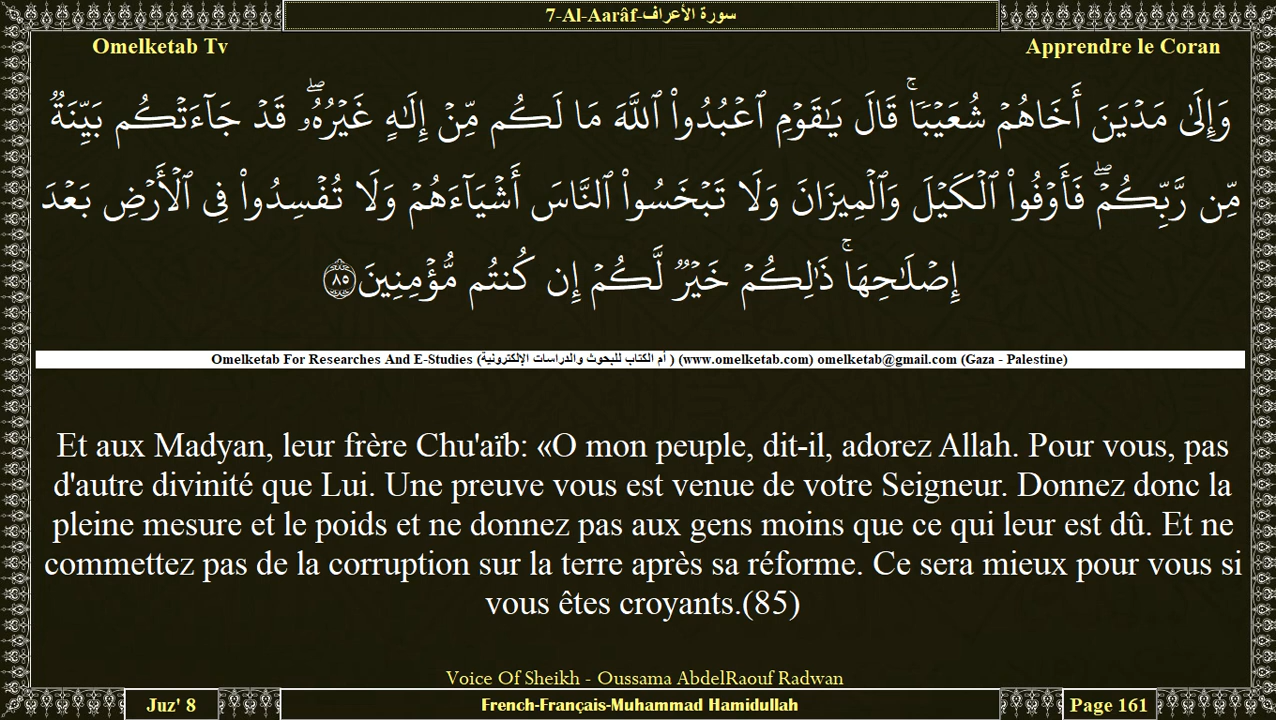 7-Al-Aarâf-سورة الأعراف
Omelketab Tv
Apprendre le Coran
وَإِلَىٰ مَدۡيَنَ أَخَاهُمۡ شُعَيۡبٗاۚ قَالَ يَٰقَوۡمِ ٱعۡبُدُواْ ٱللَّهَ مَا لَكُم مِّنۡ إِلَٰهٍ غَيۡرُهُۥۖ قَدۡ جَآءَتۡكُم بَيِّنَةٞ
مِّن رَّبِّكُمۡۖ فَأَوۡفُواْ ٱلۡكَيۡلَ وَٱلۡمِيزَانَ وَلَا تَبۡخَسُواْ ٱلنَّاسَ أَشۡيَآءَهُمۡ وَلَا تُفۡسِدُواْ فِي ٱلۡأَرۡضِ بَعۡدَ
إِصۡلَٰحِهَاۚ ذَٰلِكُمۡ خَيۡرٞ لَّكُمۡ إِن كُنتُم مُّؤۡمِنِينَ ٨٥
Omelketab For Researches And E-Studies (أم الكتاب للبحوث والدراسات الإلكترونية ) (www.omelketab.com) omelketab@gmail.com (Gaza - Palestine)
Et aux Madyan, leur frère Chu'aïb: «O mon peuple, dit-il, adorez Allah. Pour vous, pas
d'autre divinité que Lui. Une preuve vous est venue de votre Seigneur. Donnez donc la
pleine mesure et le poids et ne donnez pas aux gens moins que ce qui leur est dû. Et ne
commettez pas de la corruption sur la terre après sa réforme. Ce sera mieux pour vous si
vous êtes croyants.(85)
Voice Of Sheikh - Oussama AbdelRaouf Radwan
Juz' 8
French-Français-Muhammad Hamidullah
Page 161